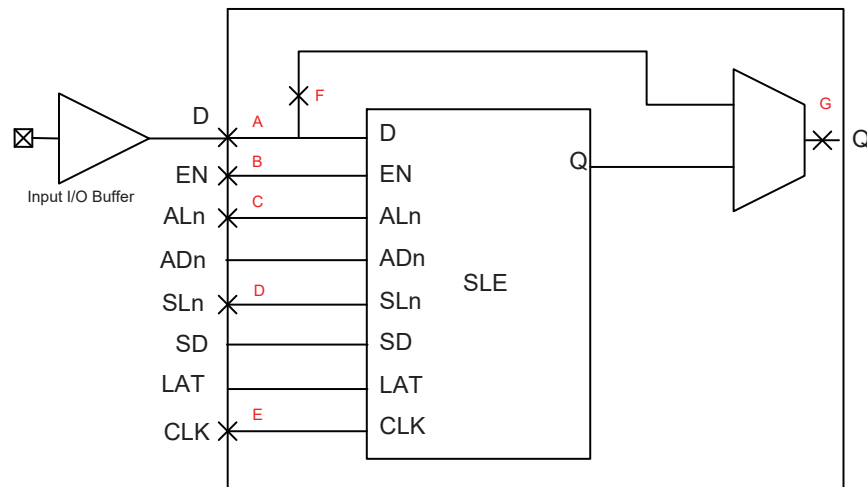 F
G
D
A
D
Q
Q
EN
B
EN
Input I/O Buffer
ALn
C
ALn
ADn
ADn
SLE
SLn
D
SLn
SD
SD
LAT
LAT
CLK
E
CLK